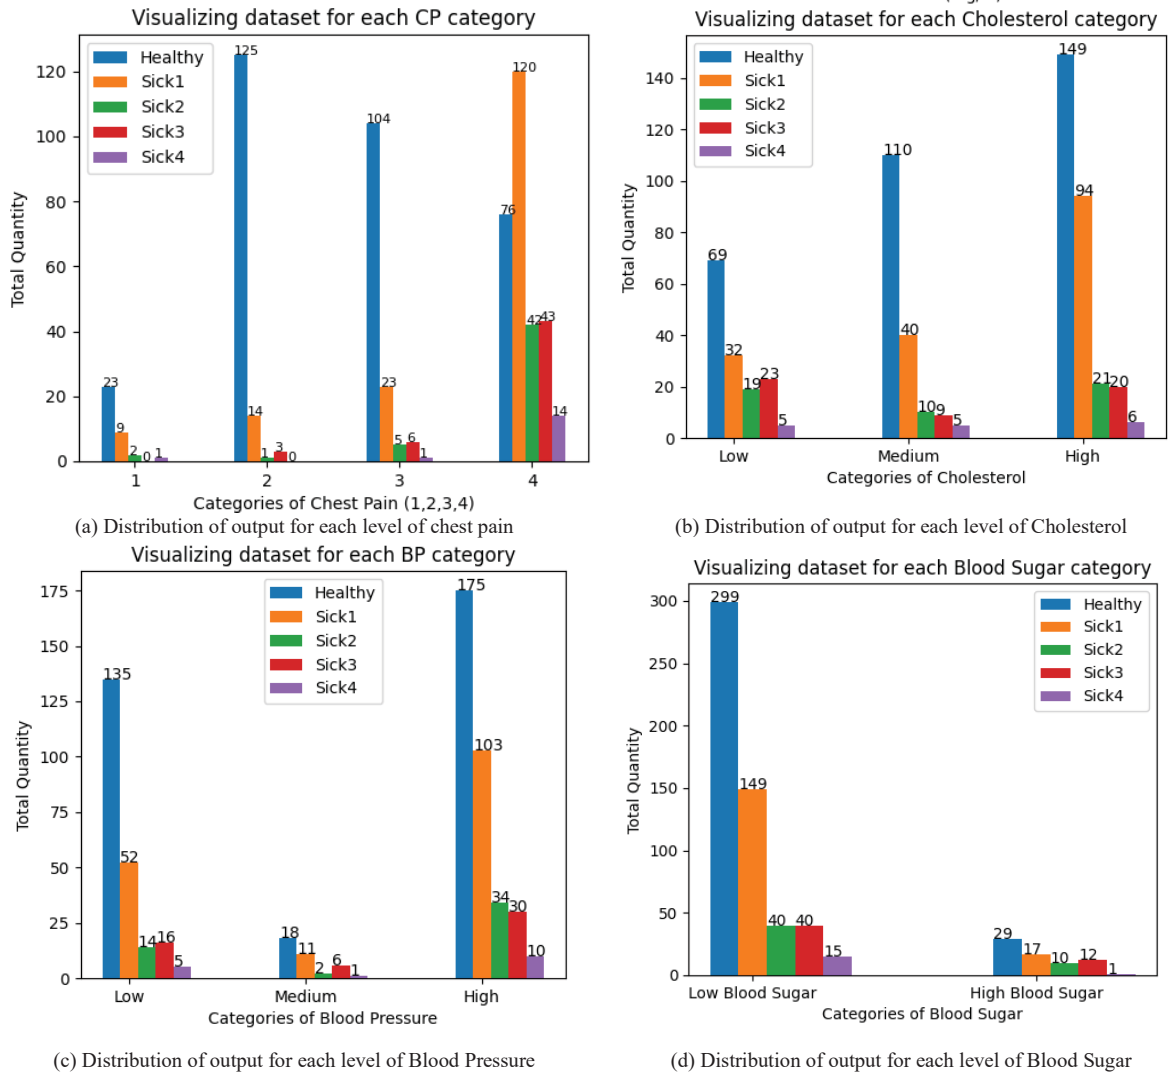 Visualizing dataset for each CP category
Healthy
Sick1
Sick2
Sick3
Sick4
Total Quantity
120
100
80
60
40
20
0
23
9
2
0
1
125
14
1
3
0
104
23
5
6
1
76
120
42
43
14
1
2
3
4
Categories of Chest Pain (1,2,3,4)
(a) Distribution of output for each level of chest pain
Visualizing dataset for each Cholesterol category
Healthy
Sick1
Sick2
Sick3
Sick4
Total Quantity
140
120
100
80
60
40
20
0
69
32
19
23
5
110
40
10
9
5
149
94
21
20
6
Low
Medium
High
Categories of Cholesterol
(b) Distribution of output for each level of Cholesterol
Visualizing dataset for each BP category
Healthy
Sick1
Sick2
Sick3
Sick4
Total Quantity
175
150
125
100
75
50
25
0
135
52
14
16
5
18
11
2
6
1
175
103
34
30
10
Low
Medium
High
Categories of Blood Pressure
(c) Distribution of output for each level of Blood Pressure
Visualizing dataset for each Blood Sugar category
Healthy
Sick1
Sick2
Sick3
Sick4
Total Quantity
300
250
200
150
100
50
0
299
149
40
40
15
29
17
10
12
1
Low Blood Sugar
High Blood Sugar
Categories of Blood Sugar
(d) Distribution of output for each level of Blood Sugar